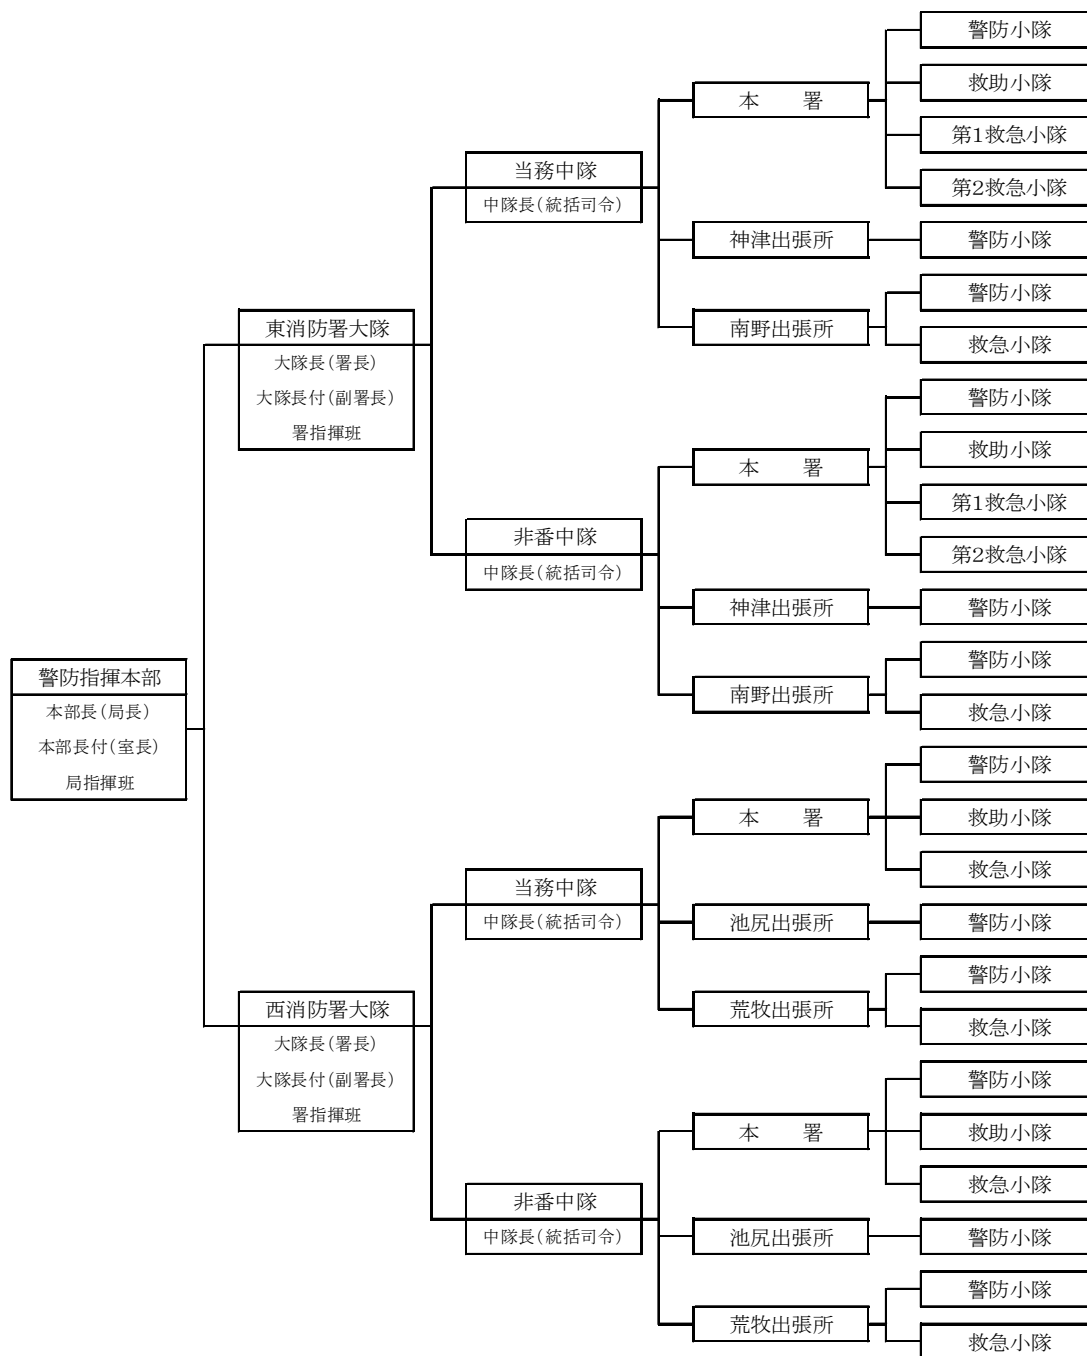 警防指揮本部
本部長（局長）
本部長付（室長）
局指揮班
東消防署大隊
大隊長（署長）
大隊長付（副署長）
署指揮班
当務中隊
中隊長（統括司令）
本　　署
警防小隊
救助小隊
第1救急小隊
第2救急小隊
神津出張所
警防小隊
南野出張所
警防小隊
救急小隊
非番中隊
中隊長（統括司令）
本　　署
警防小隊
救助小隊
第1救急小隊
第2救急小隊
神津出張所
警防小隊
南野出張所
警防小隊
救急小隊
西消防署大隊
大隊長（署長）
大隊長付（副署長）
署指揮班
当務中隊
中隊長（統括司令）
本　　署
警防小隊
救助小隊
救急小隊
池尻出張所
警防小隊
荒牧出張所
警防小隊
救急小隊
非番中隊
中隊長（統括司令）
本　　署
警防小隊
救助小隊
救急小隊
池尻出張所
警防小隊
荒牧出張所
警防小隊
救急小隊